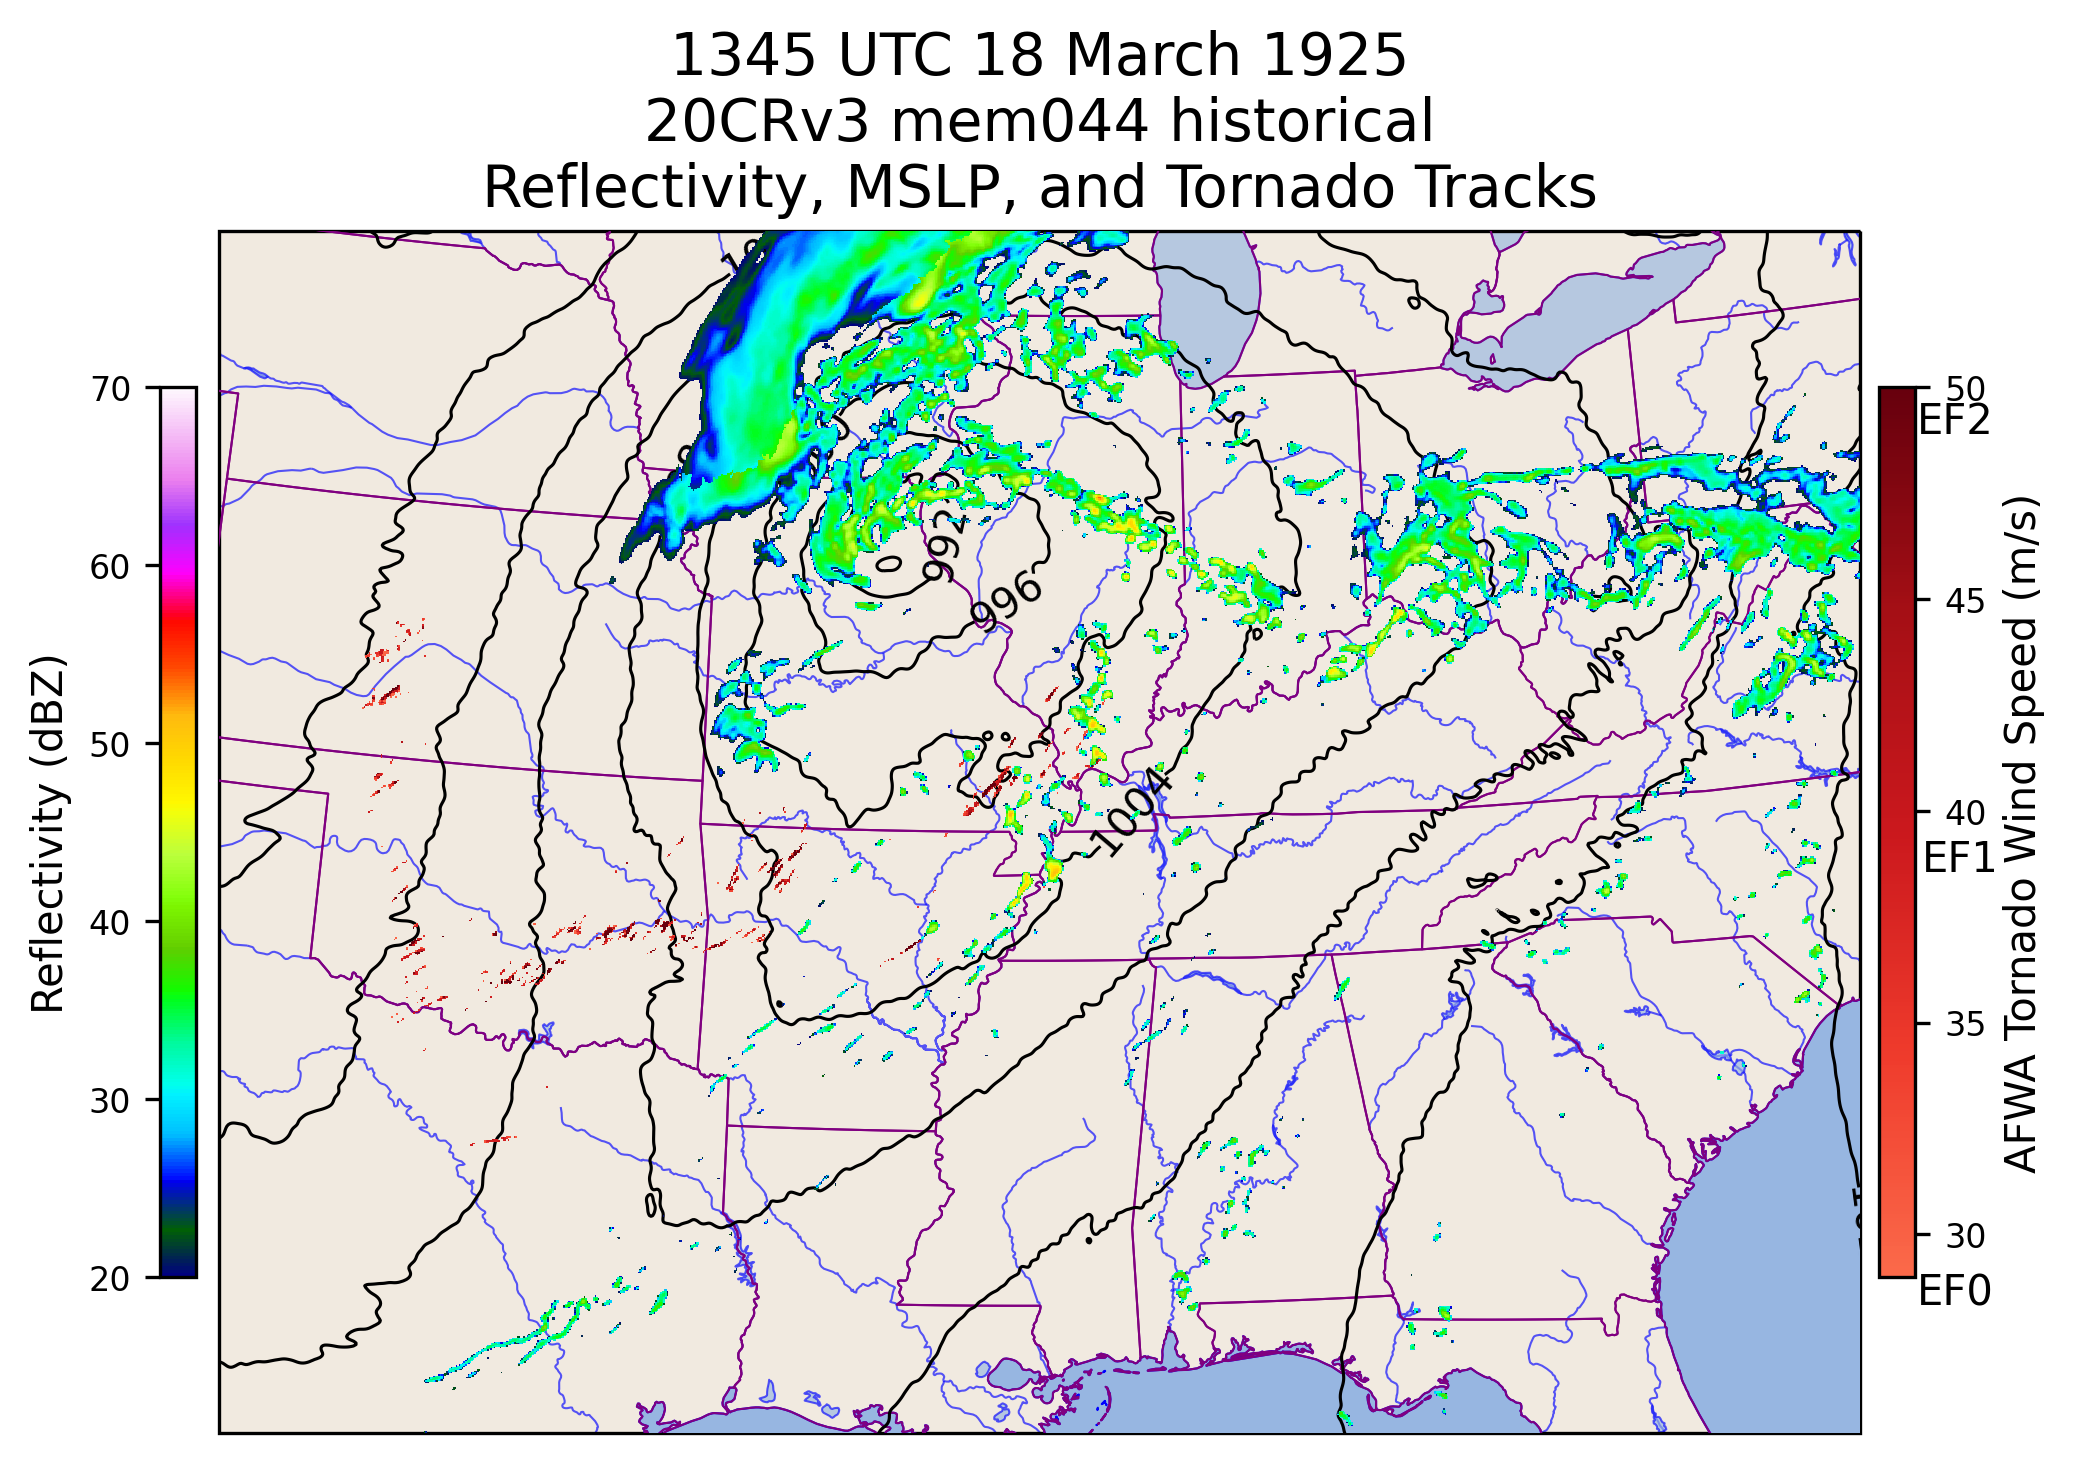 1345 UTC 18 March 1925
20CRv3 mem044 historical
Reflectivity, MSLP, and Tornado Tracks
70
60
50
40
30
20
Reflectivity (dBZ)
992
996
1004
50
EF2
45
40
EF1
35
30
EF0
AFWA Tornado Wind Speed (m/s)